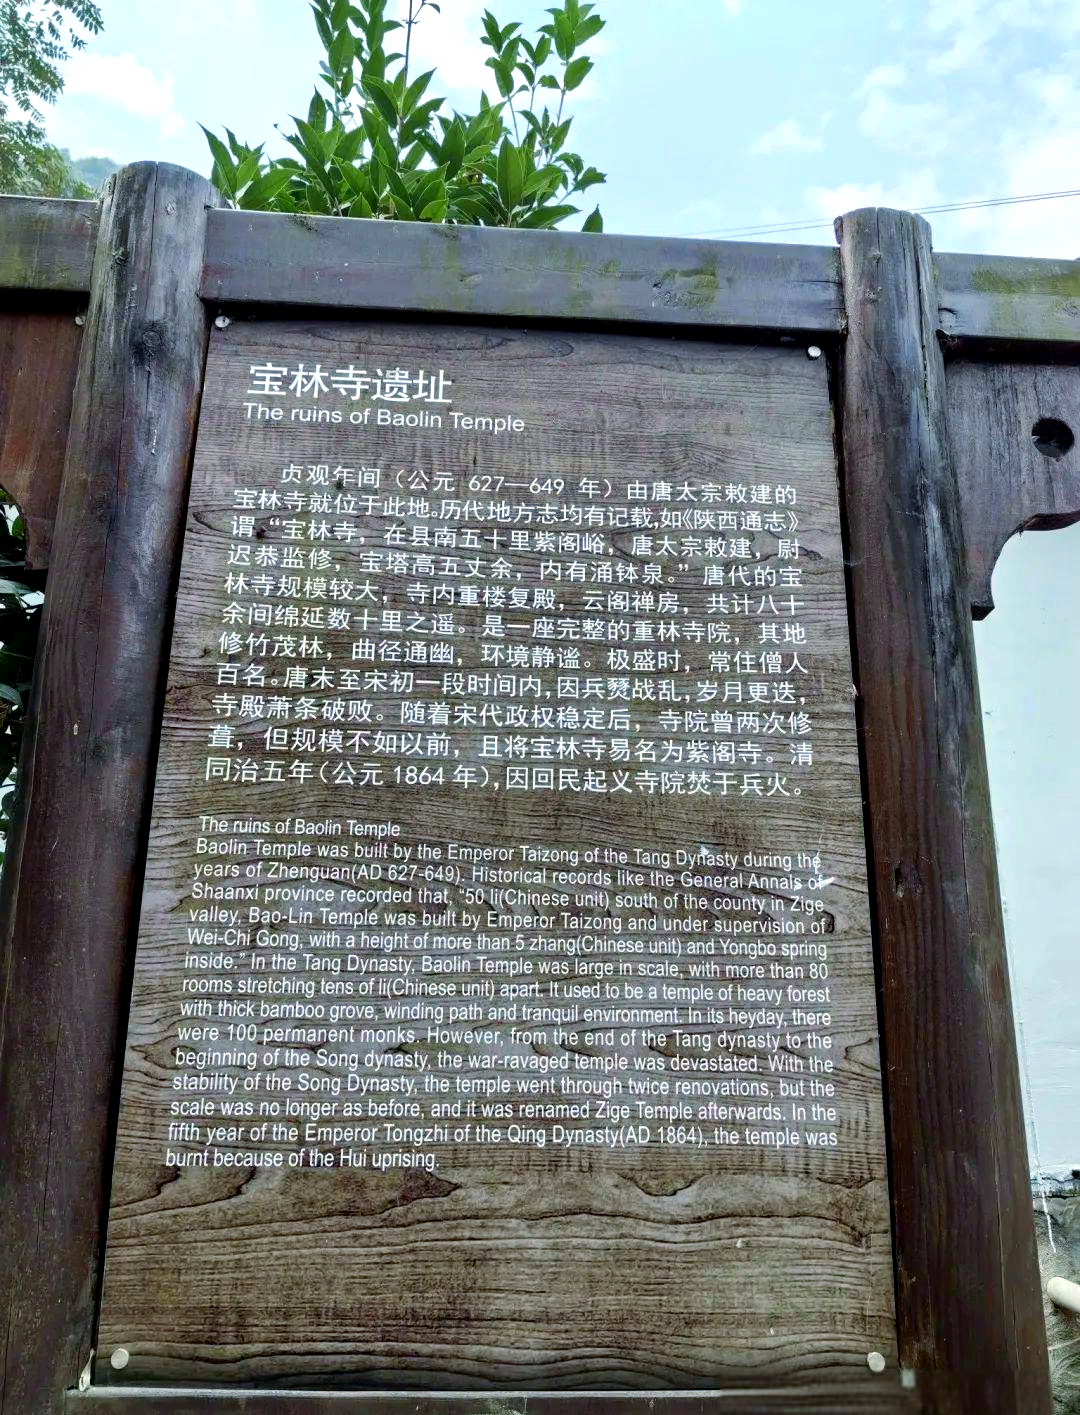 宝林寺遗址
The ruins of Baolin Temple
贞观年间（公元 627—649 年）由唐太宗敕建的
宝林寺就位于此地。历代地方志均有记载,如《陕西通志》
谓：“宝林寺，在县南五十里紫阁峪，唐太宗敕建，尉
迟恭监修，宝塔高五丈余，内有涌钵泉。”唐代的宝
林寺规模较大，寺内重楼复殿，云阁禅房，共计八十
余间绵延数十里之遥。是一座完整的重林寺院，其地
修竹茂林，曲径通幽，环境静谧。极盛时，常住僧人
百名。唐末至宋初一段时间内,因兵燹战乱,岁月更迭，
寺殿萧条破败。随着宋代政权稳定后，寺院曾两次修
葺，但规模不如以前，且将宝林寺易名为紫阁寺。清
同治五年（公元 1864 年）,因回民起义寺院焚于兵火。
The ruins of Baolin Temple
Baolin Temple was built by the Emperor Taizong of the Tang Dynasty during the
years of Zhenguan(AD 627-649). Historical records like the General Annals of
Shaanxi province recorded that, “50 li(Chinese unit) south of the county in Zige
valley, Bao-Lin Temple was built by Emperor Taizong and under supervision of
Wei-Chi Gong, with a height of more than 5 zhang(Chinese unit) and Yongbo spring
inside.” In the Tang Dynasty, Baolin Temple was large in scale, with more than 80
rooms stretching tens of li(Chinese unit) apart. It used to be a temple of heavy forest
with thick bamboo grove, winding path and tranquil environment. In its heyday, there
were 100 permanent monks. However, from the end of the Tang dynasty to the
beginning of the Song dynasty, the war-ravaged temple was devastated. With the
stability of the Song Dynasty, the temple went through twice renovations, but the
scale was no longer as before, and it was renamed Zige Temple afterwards. In the
fifth year of the Emperor Tongzhi of the Qing Dynasty(AD 1864), the temple was
burnt because of the Hui uprising.